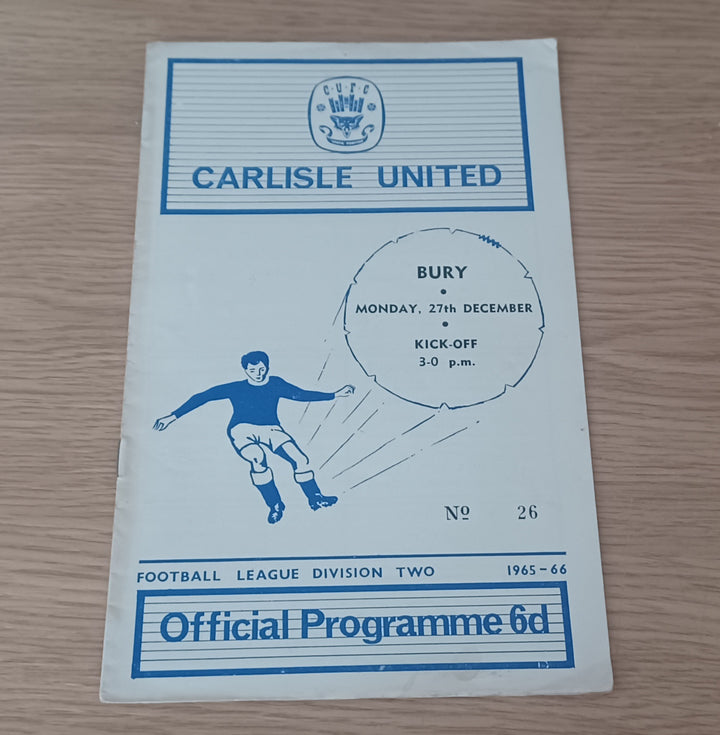 C·U·F·C
CARLISLE UNITED
BURY
•
MONDAY, 27th DECEMBER
•
KICK-OFF
3-0 p.m.
Nº 26
FOOTBALL LEAGUE DIVISION TWO 1965-66
Official Programme 6d